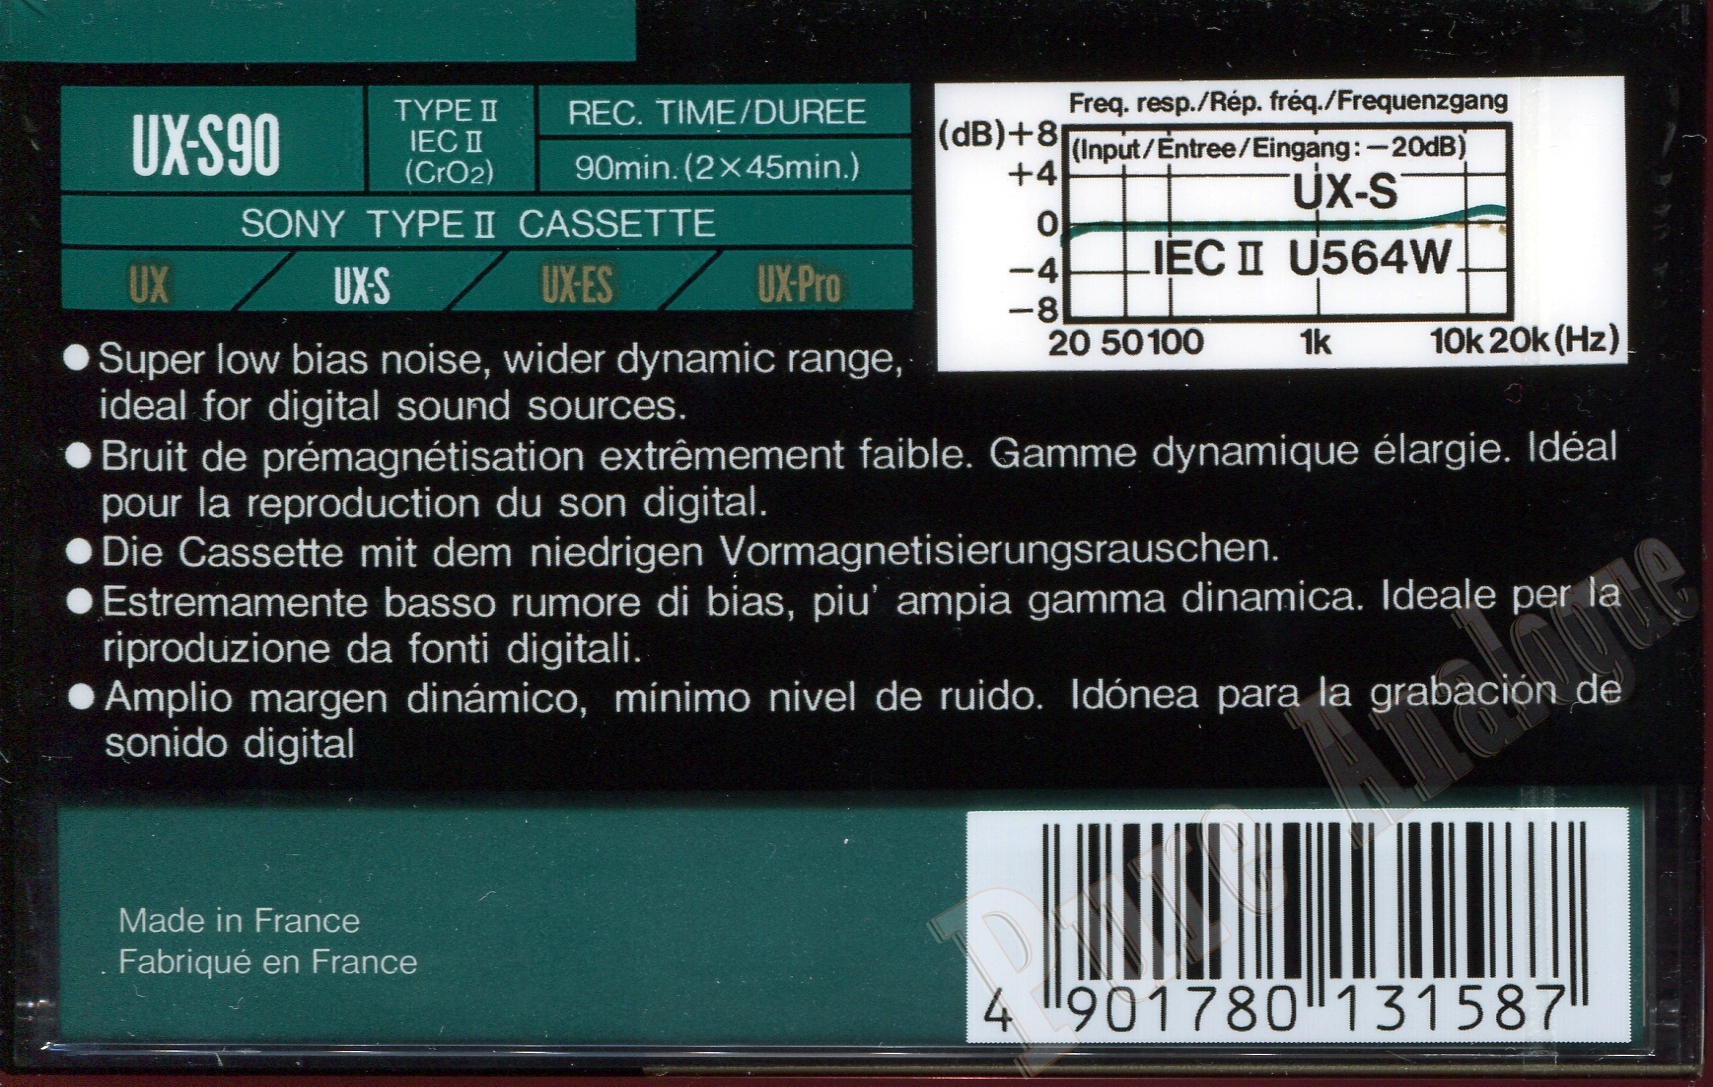 UX-S90
TYPE II
IEC II
(CrO2)
REC. TIME/DUREE
90min. (2×45min.)
SONY TYPE II CASSETTE
UX
UX-S
UX-ES
UX-Pro
Freq. resp./Rép. fréq./Frequenzgang
(dB)+8
(Input/Entree/Eingang: −20dB)
+4
UX-S
0
IEC II U564W
−4
−8
20 50 100 1k 10k 20k (Hz)
● Super low bias noise, wider dynamic range,
ideal for digital sound sources.
● Bruit de prémagnétisation extrêmement faible. Gamme dynamique élargie. Idéal
pour la reproduction du son digital.
● Die Cassette mit dem niedrigen Vormagnetisierungsrauschen.
● Estremamente basso rumore di bias, piu' ampia gamma dinamica. Ideale per la
riproduzione da fonti digitali.
● Amplio margen dinámico, mínimo nivel de ruido. Idónea para la grabación de
sonido digital
Made in France
Fabriqué en France
4 901780 131587
Pure Analogue